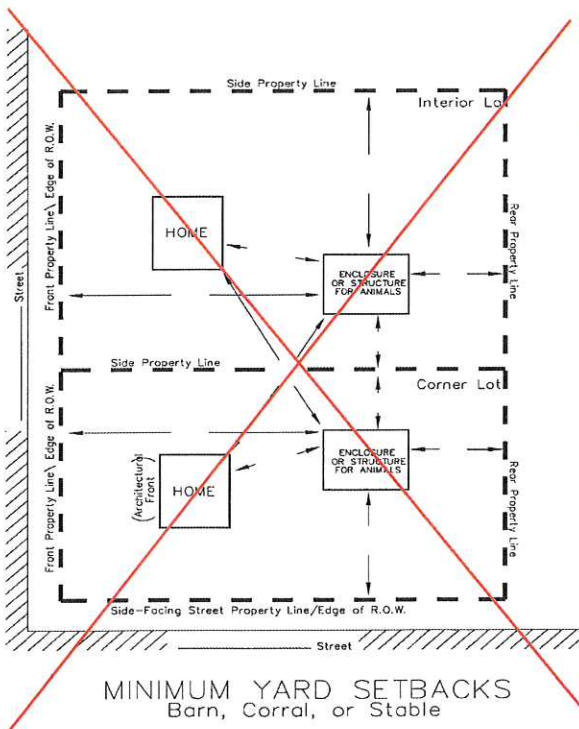 Side Property Line
Interior Lo
Front Property Line\ Edge of R.O.W.
HOME
ENCLOSURE
OR STRUCTURE
FOR ANIMALS
Rear Property Line
Street
Side Property Line
Corner Lot
Front Property Line\ Edge of R.O.W.
(Architectural
Front)
HOME
ENCLOSURE
OR STRUCTURE
FOR ANIMALS
Rear Property Line
Side-Facing Street Property Line/Edge of R.O.W.
Street
MINIMUM YARD SETBACKS
Barn, Corral, or Stable